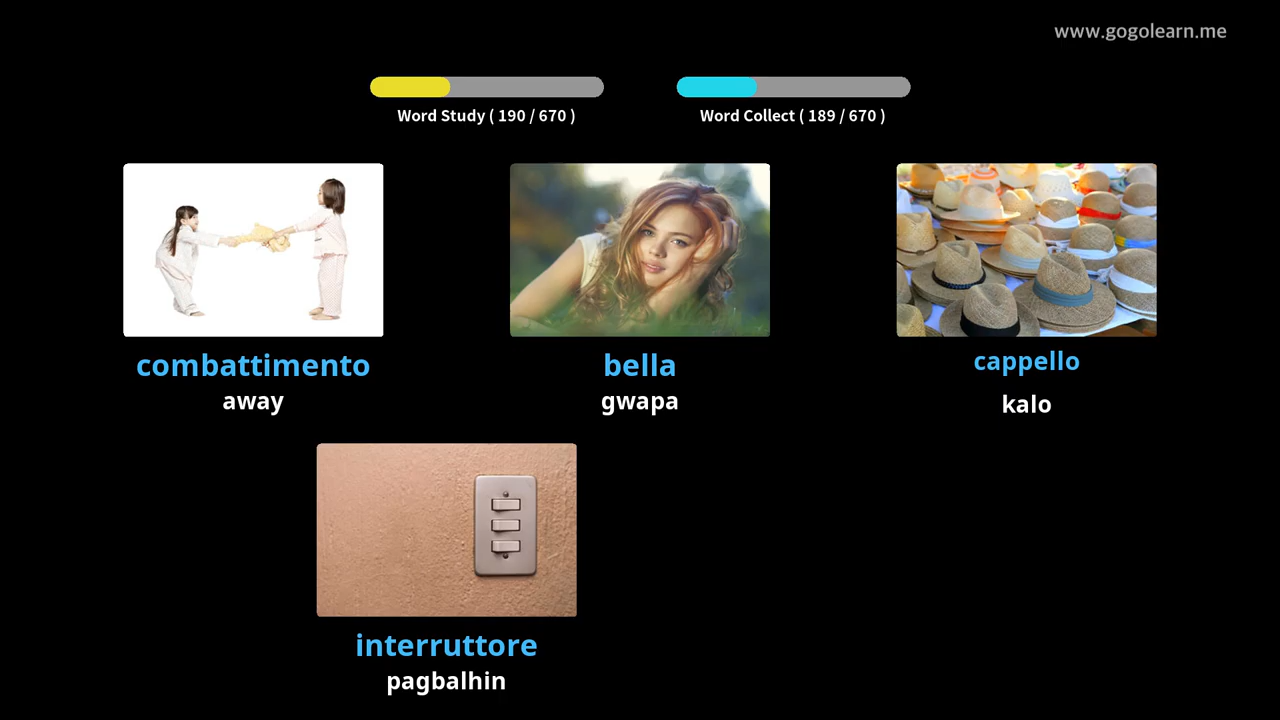 www.gogolearn.me
Word Study ( 190 / 670 )
Word Collect ( 189 / 670 )
combattimento
away
bella
gwapa
cappello
kalo
interruttore
pagbalhin